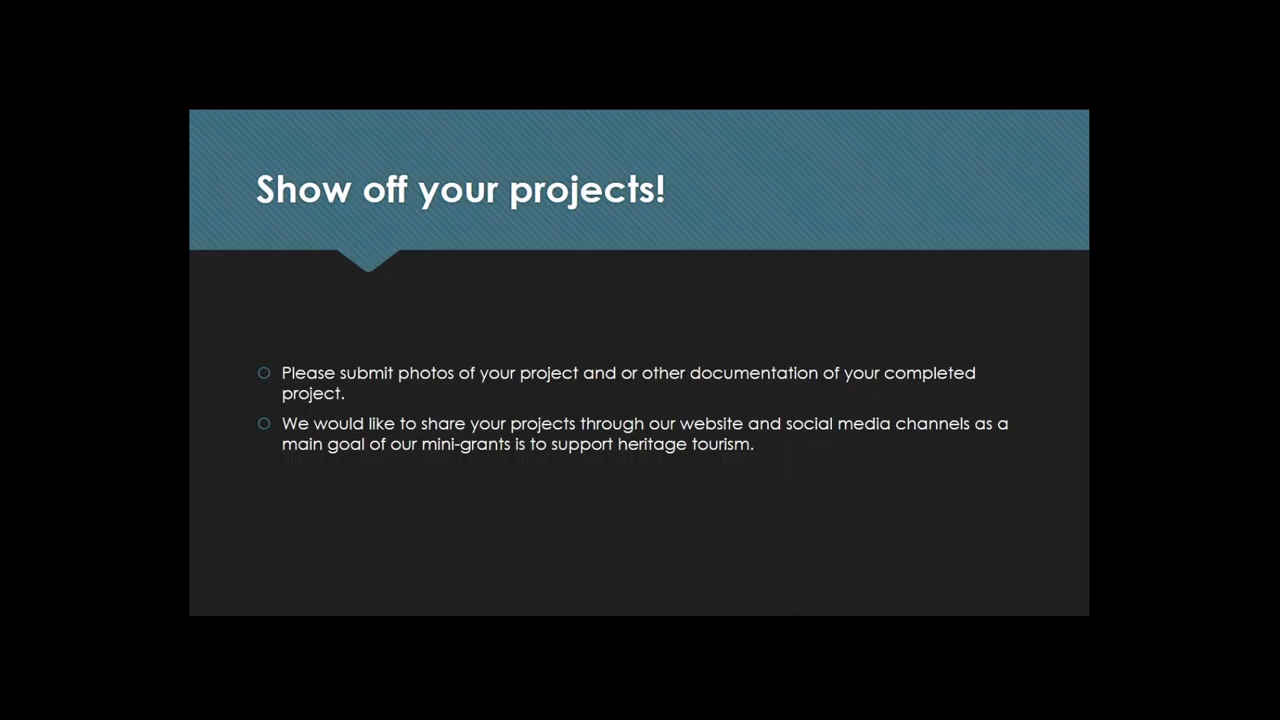 Show off your projects!
Please submit photos of your project and or other documentation of your completed
project.
We would like to share your projects through our website and social media channels as a
main goal of our mini-grants is to support heritage tourism.